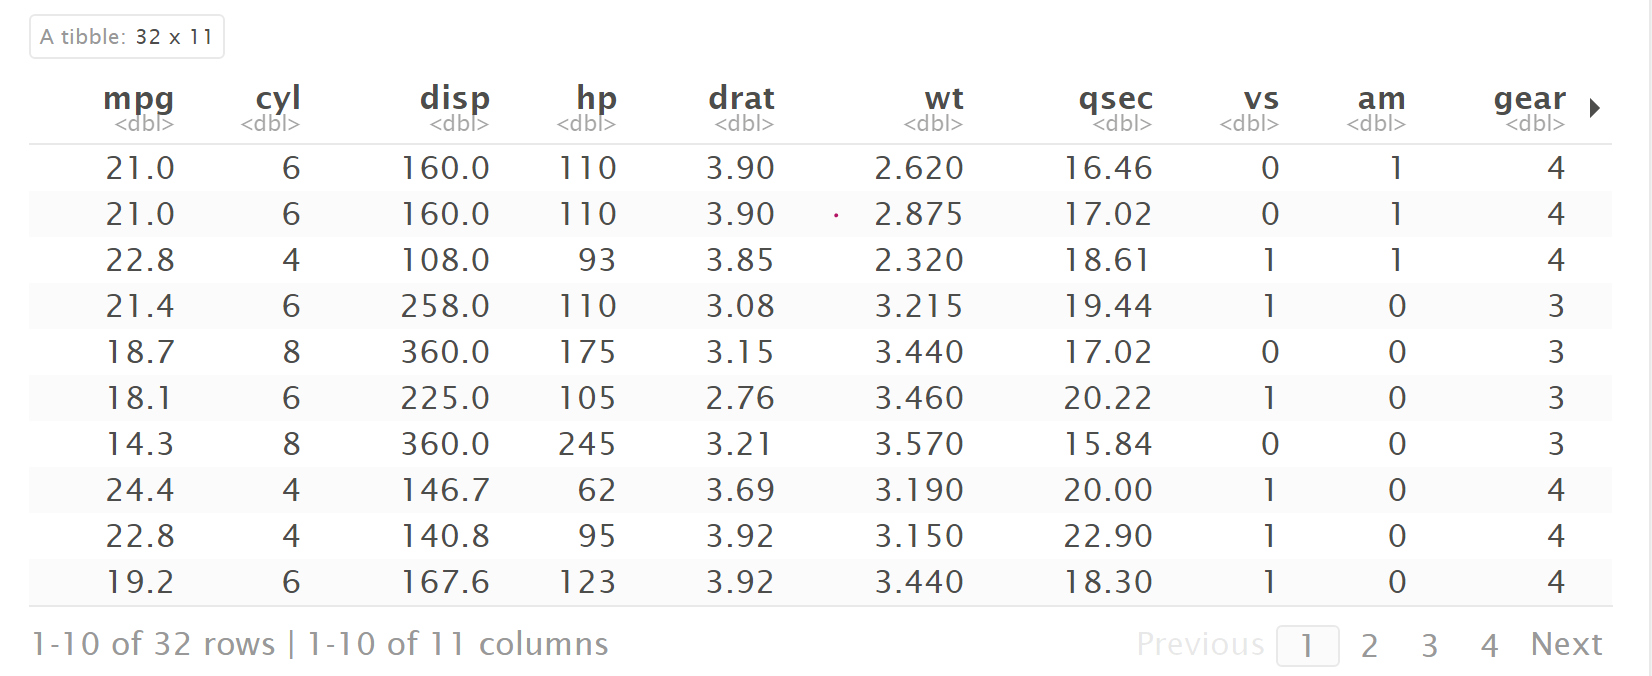 A tibble: 32 x 11
mpg cyl disp hp drat wt qsec vs am gear
<dbl> <dbl> <dbl> <dbl> <dbl> <dbl> <dbl> <dbl> <dbl> <dbl>
21.0 6 160.0 110 3.90 2.620 16.46 0 1 4
21.0 6 160.0 110 3.90 2.875 17.02 0 1 4
22.8 4 108.0 93 3.85 2.320 18.61 1 1 4
21.4 6 258.0 110 3.08 3.215 19.44 1 0 3
18.7 8 360.0 175 3.15 3.440 17.02 0 0 3
18.1 6 225.0 105 2.76 3.460 20.22 1 0 3
14.3 8 360.0 245 3.21 3.570 15.84 0 0 3
24.4 4 146.7 62 3.69 3.190 20.00 1 0 4
22.8 4 140.8 95 3.92 3.150 22.90 1 0 4
19.2 6 167.6 123 3.92 3.440 18.30 1 0 4
1-10 of 32 rows | 1-10 of 11 columns Previous 1 2 3 4 Next